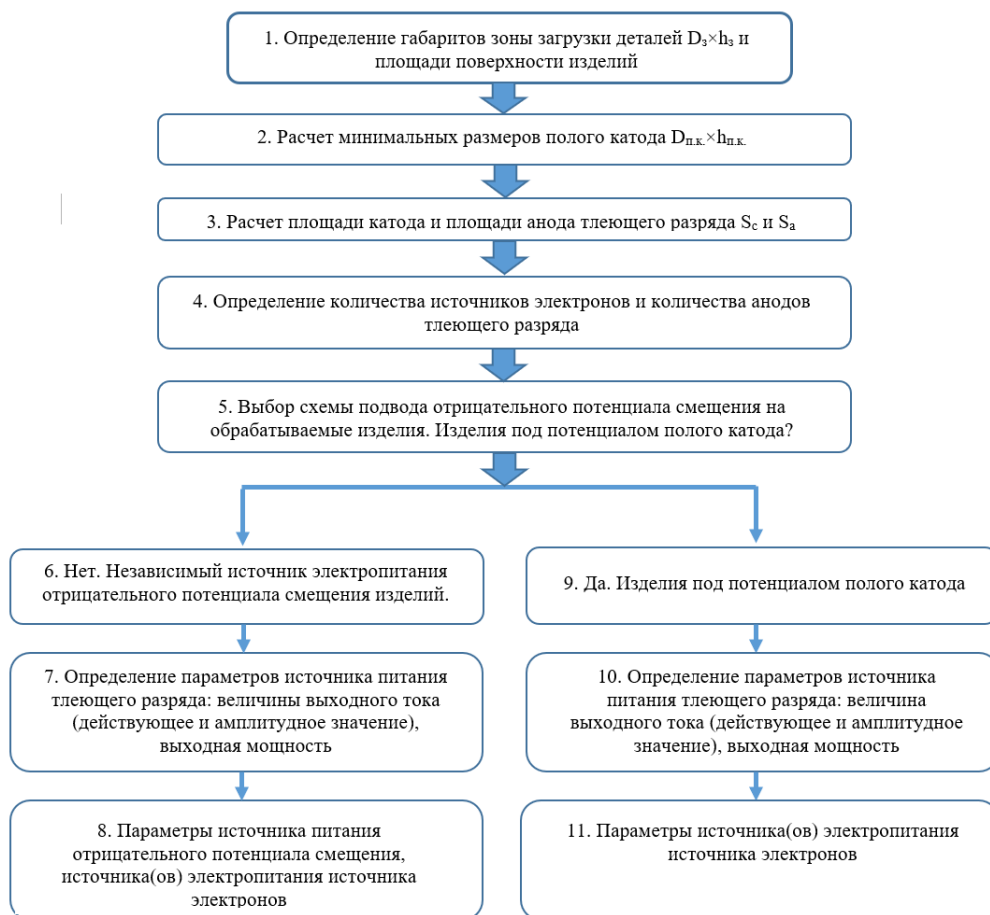 1. Определение габаритов зоны загрузки деталей Dз×hз и
площади поверхности изделий
2. Расчет минимальных размеров полого катода Dп.к.×hп.к.
3. Расчет площади катода и площади анода тлеющего разряда Sс и Sа
4. Определение количества источников электронов и количества анодов
тлеющего разряда
5. Выбор схемы подвода отрицательного потенциала смещения на
обрабатываемые изделия. Изделия под потенциалом полого катода?
6. Нет. Независимый источник электропитания
отрицательного потенциала смещения изделий.
7. Определение параметров источника питания
тлеющего разряда: величины выходного тока
(действующее и амплитудное значение),
выходная мощность
8. Параметры источника питания
отрицательного потенциала смещения,
источника(ов) электропитания источника
электронов
9. Да. Изделия под потенциалом полого катода
10. Определение параметров источника
питания тлеющего разряда: величина
выходного тока (действующее и амплитудное
значение), выходная мощность
11. Параметры источника(ов) электропитания
источника электронов